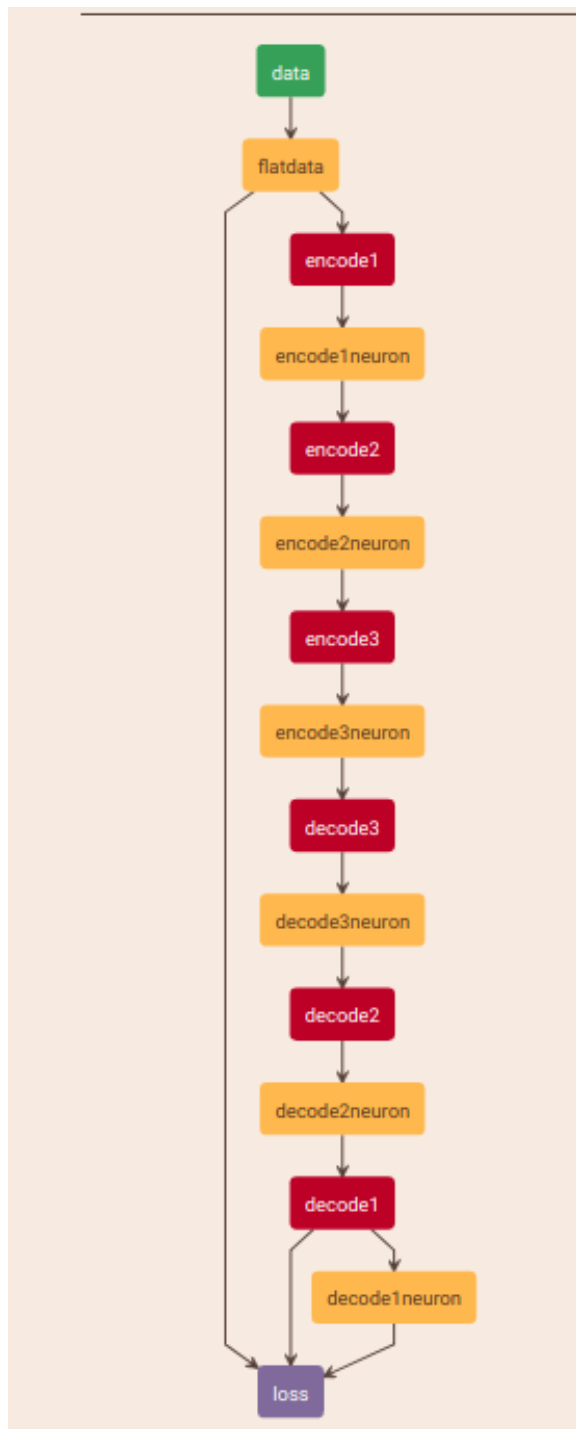 data
flatdata
encode1
encode1neuron
encode2
encode2neuron
encode3
encode3neuron
decode3
decode3neuron
decode2
decode2neuron
decode1
decode1neuron
loss